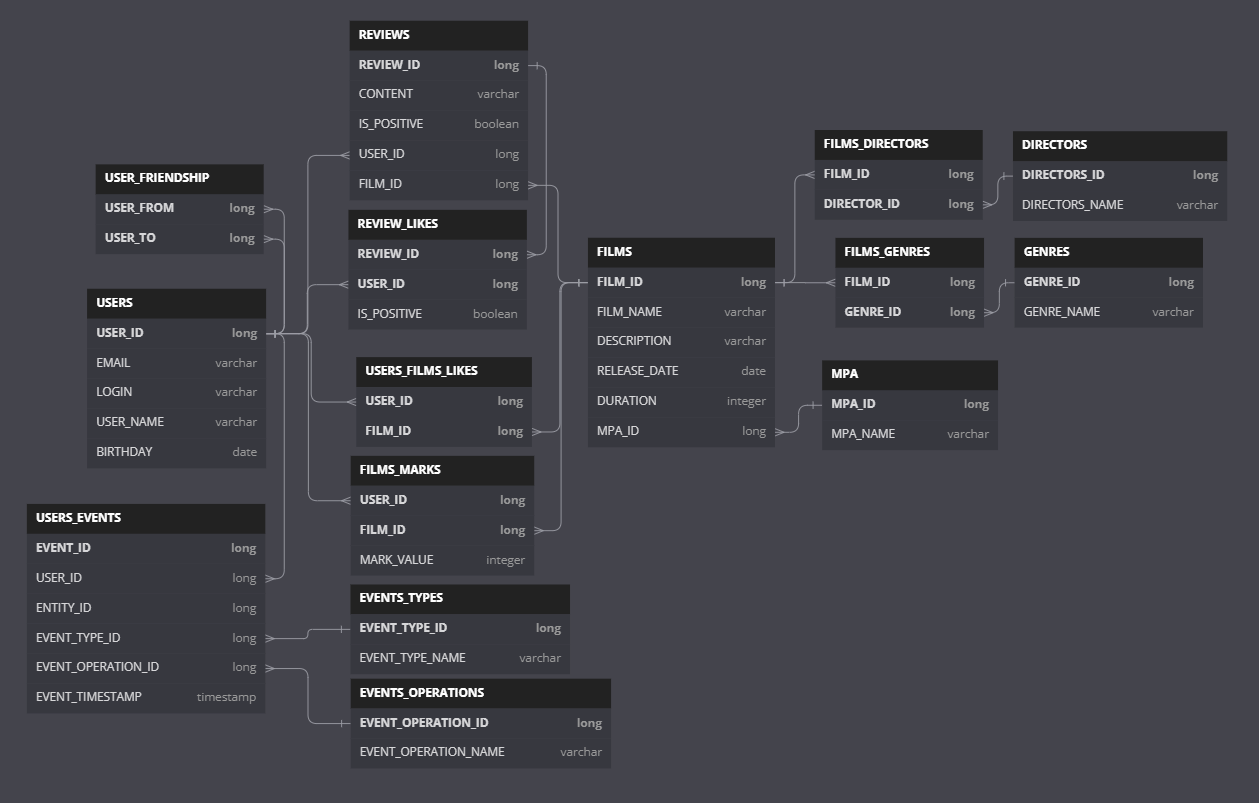 REVIEWS
REVIEW_ID long
CONTENT varchar
IS_POSITIVE boolean
USER_ID long
FILM_ID long
USER_FRIENDSHIP
USER_FROM long
USER_TO long
REVIEW_LIKES
REVIEW_ID long
USER_ID long
IS_POSITIVE boolean
USERS
USER_ID long
EMAIL varchar
LOGIN varchar
USER_NAME varchar
BIRTHDAY date
USERS_FILMS_LIKES
USER_ID long
FILM_ID long
FILMS_MARKS
USER_ID long
FILM_ID long
MARK_VALUE integer
USERS_EVENTS
EVENT_ID long
USER_ID long
ENTITY_ID long
EVENT_TYPE_ID long
EVENT_OPERATION_ID long
EVENT_TIMESTAMP timestamp
EVENTS_TYPES
EVENT_TYPE_ID long
EVENT_TYPE_NAME varchar
EVENTS_OPERATIONS
EVENT_OPERATION_ID long
EVENT_OPERATION_NAME varchar
FILMS
FILM_ID long
FILM_NAME varchar
DESCRIPTION varchar
RELEASE_DATE date
DURATION integer
MPA_ID long
FILMS_DIRECTORS
FILM_ID long
DIRECTOR_ID long
DIRECTORS
DIRECTORS_ID long
DIRECTORS_NAME varchar
FILMS_GENRES
FILM_ID long
GENRE_ID long
GENRES
GENRE_ID long
GENRE_NAME varchar
MPA
MPA_ID long
MPA_NAME varchar